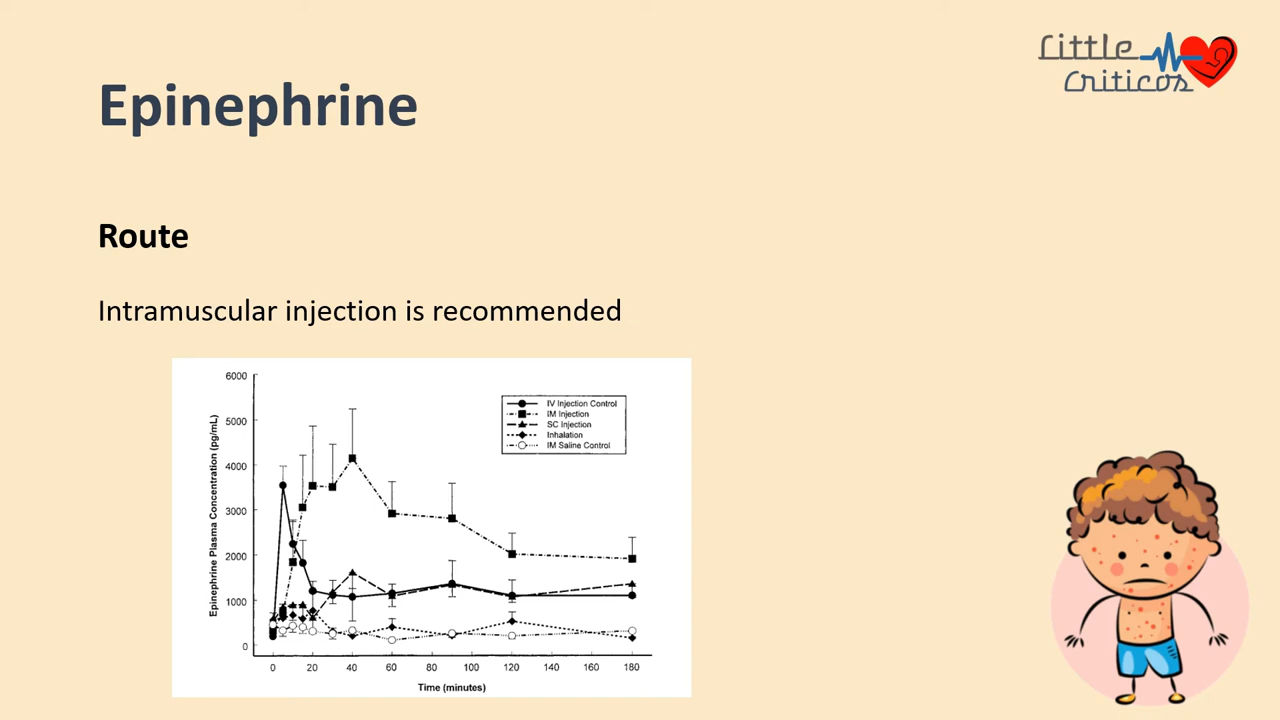 Little
Criticos
Epinephrine
Route
Intramuscular injection is recommended
6000
5000
4000
3000
2000
1000
0
Epinephrine Plasma Concentration (pg/mL)
IV Injection Control
IM Injection
SC Injection
Inhalation
IM Saline Control
0 20 40 60 80 100 120 140 160 180
Time (minutes)